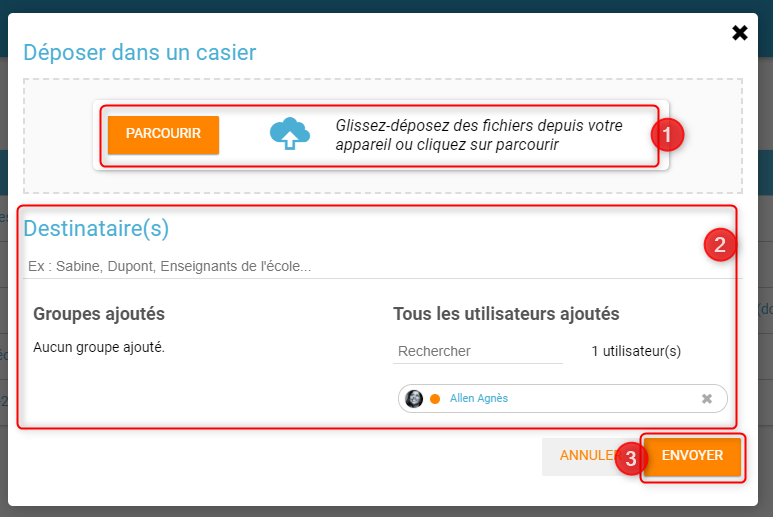 ✖
Déposer dans un casier
PARCOURIR
Glissez-déposez des fichiers depuis votre
appareil ou cliquez sur parcourir
1
Destinataire(s)
2
Ex : Sabine, Dupont, Enseignants de l'école...
Groupes ajoutés
Aucun groupe ajouté.
Tous les utilisateurs ajoutés
Rechercher
1 utilisateur(s)
Allen Agnès
✖
ANNULER
3
ENVOYER